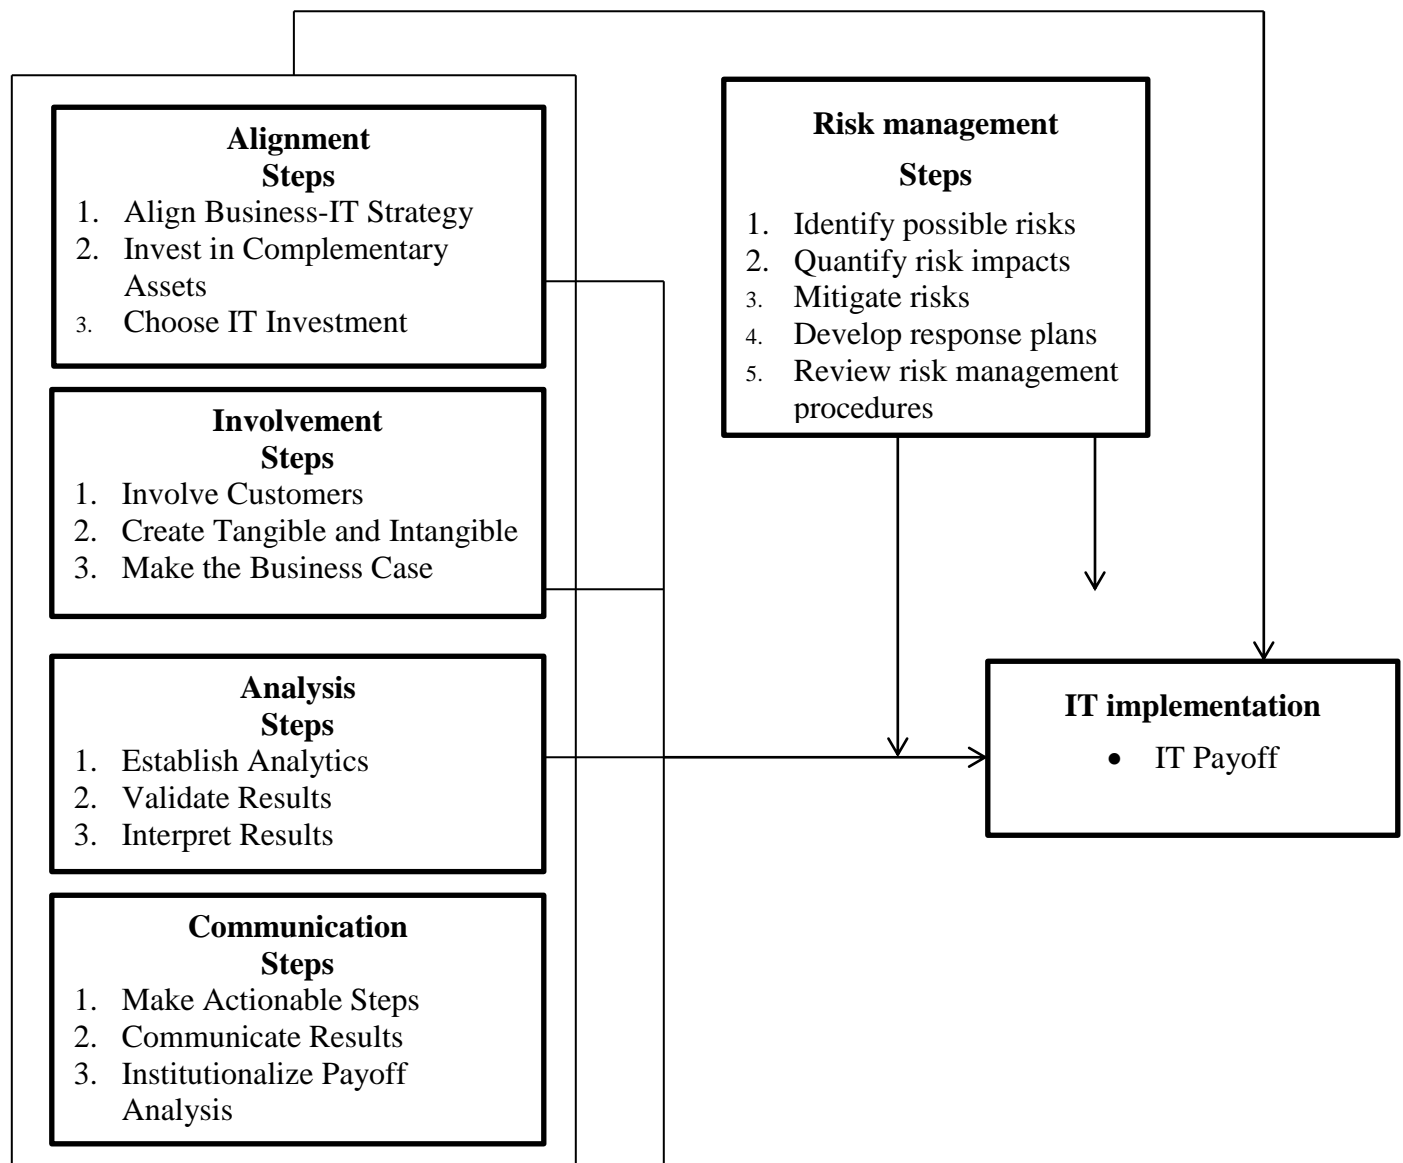 Alignment
Steps
1. Align Business-IT Strategy
2. Invest in Complementary
Assets
3. Choose IT Investment
Involvement
Steps
1. Involve Customers
2. Create Tangible and Intangible
3. Make the Business Case
Analysis
Steps
1. Establish Analytics
2. Validate Results
3. Interpret Results
Communication
Steps
1. Make Actionable Steps
2. Communicate Results
3. Institutionalize Payoff
Analysis
Risk management
Steps
1. Identify possible risks
2. Quantify risk impacts
3. Mitigate risks
4. Develop response plans
5. Review risk management
procedures
IT implementation
• IT Payoff